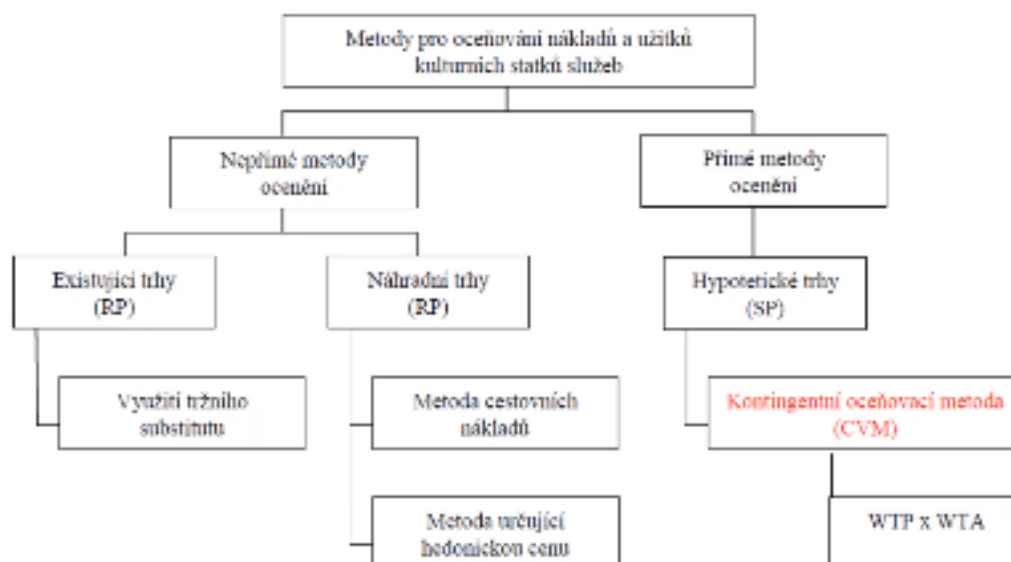 Metody pro oceňování nákladů a užitků
kulturních statků služeb
Nepřímé metody
ocenění
Přímé metody
ocenění
Existující trhy
(RP)
Náhradní trhy
(RP)
Hypotetické trhy
(SP)
Využití tržního
substitutu
Metoda cestovních
nákladů
Kontingentní oceňovací metoda
(CVM)
Metoda určující
hedonickou cenu
WTP x WTA